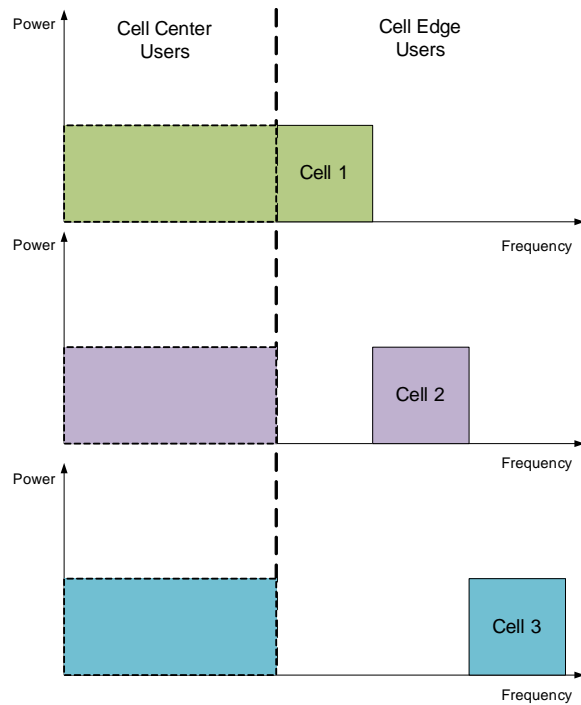 Power
Cell Center
Users
Cell Edge
Users
Cell 1
Power
Frequency
Cell 2
Power
Frequency
Cell 3
Frequency